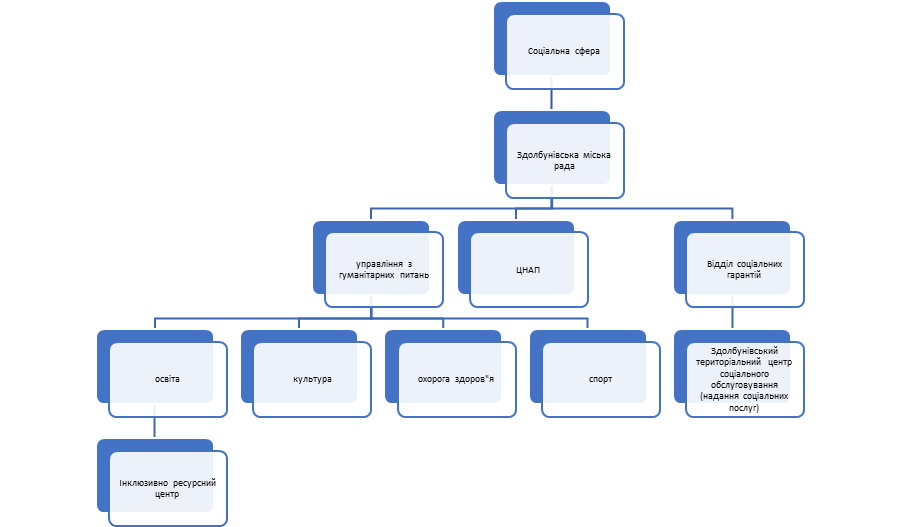 Соціальна сфера
Здолбунівська міська
рада
управління з
гуманітарних питань
ЦНАП
Відділ соціальних
гарантій
освіта
культура
охорога здоров"я
спорт
Здолбунівський
територіальний центр
соціального
обслуговування
(надання соціальних
послуг)
Інклюзивно ресурсний
центр